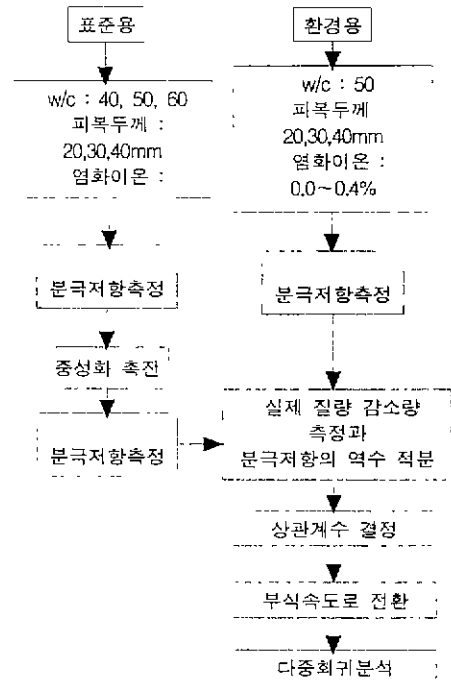 표준용
w/c : 40, 50, 60
피복두께 :
20,30,40mm
염화이온 :
분극저항측정
중성화 촉전
분극저항측정
환경용
w/c : 50
피복두께
20,30,40mm
염화이온 :
0.0~0.4%
분극저항측정
실제 질량 감소량
측정과
분극저항의 역수 적분
상관계수 결정
부식속도로 전환
다중회귀분석